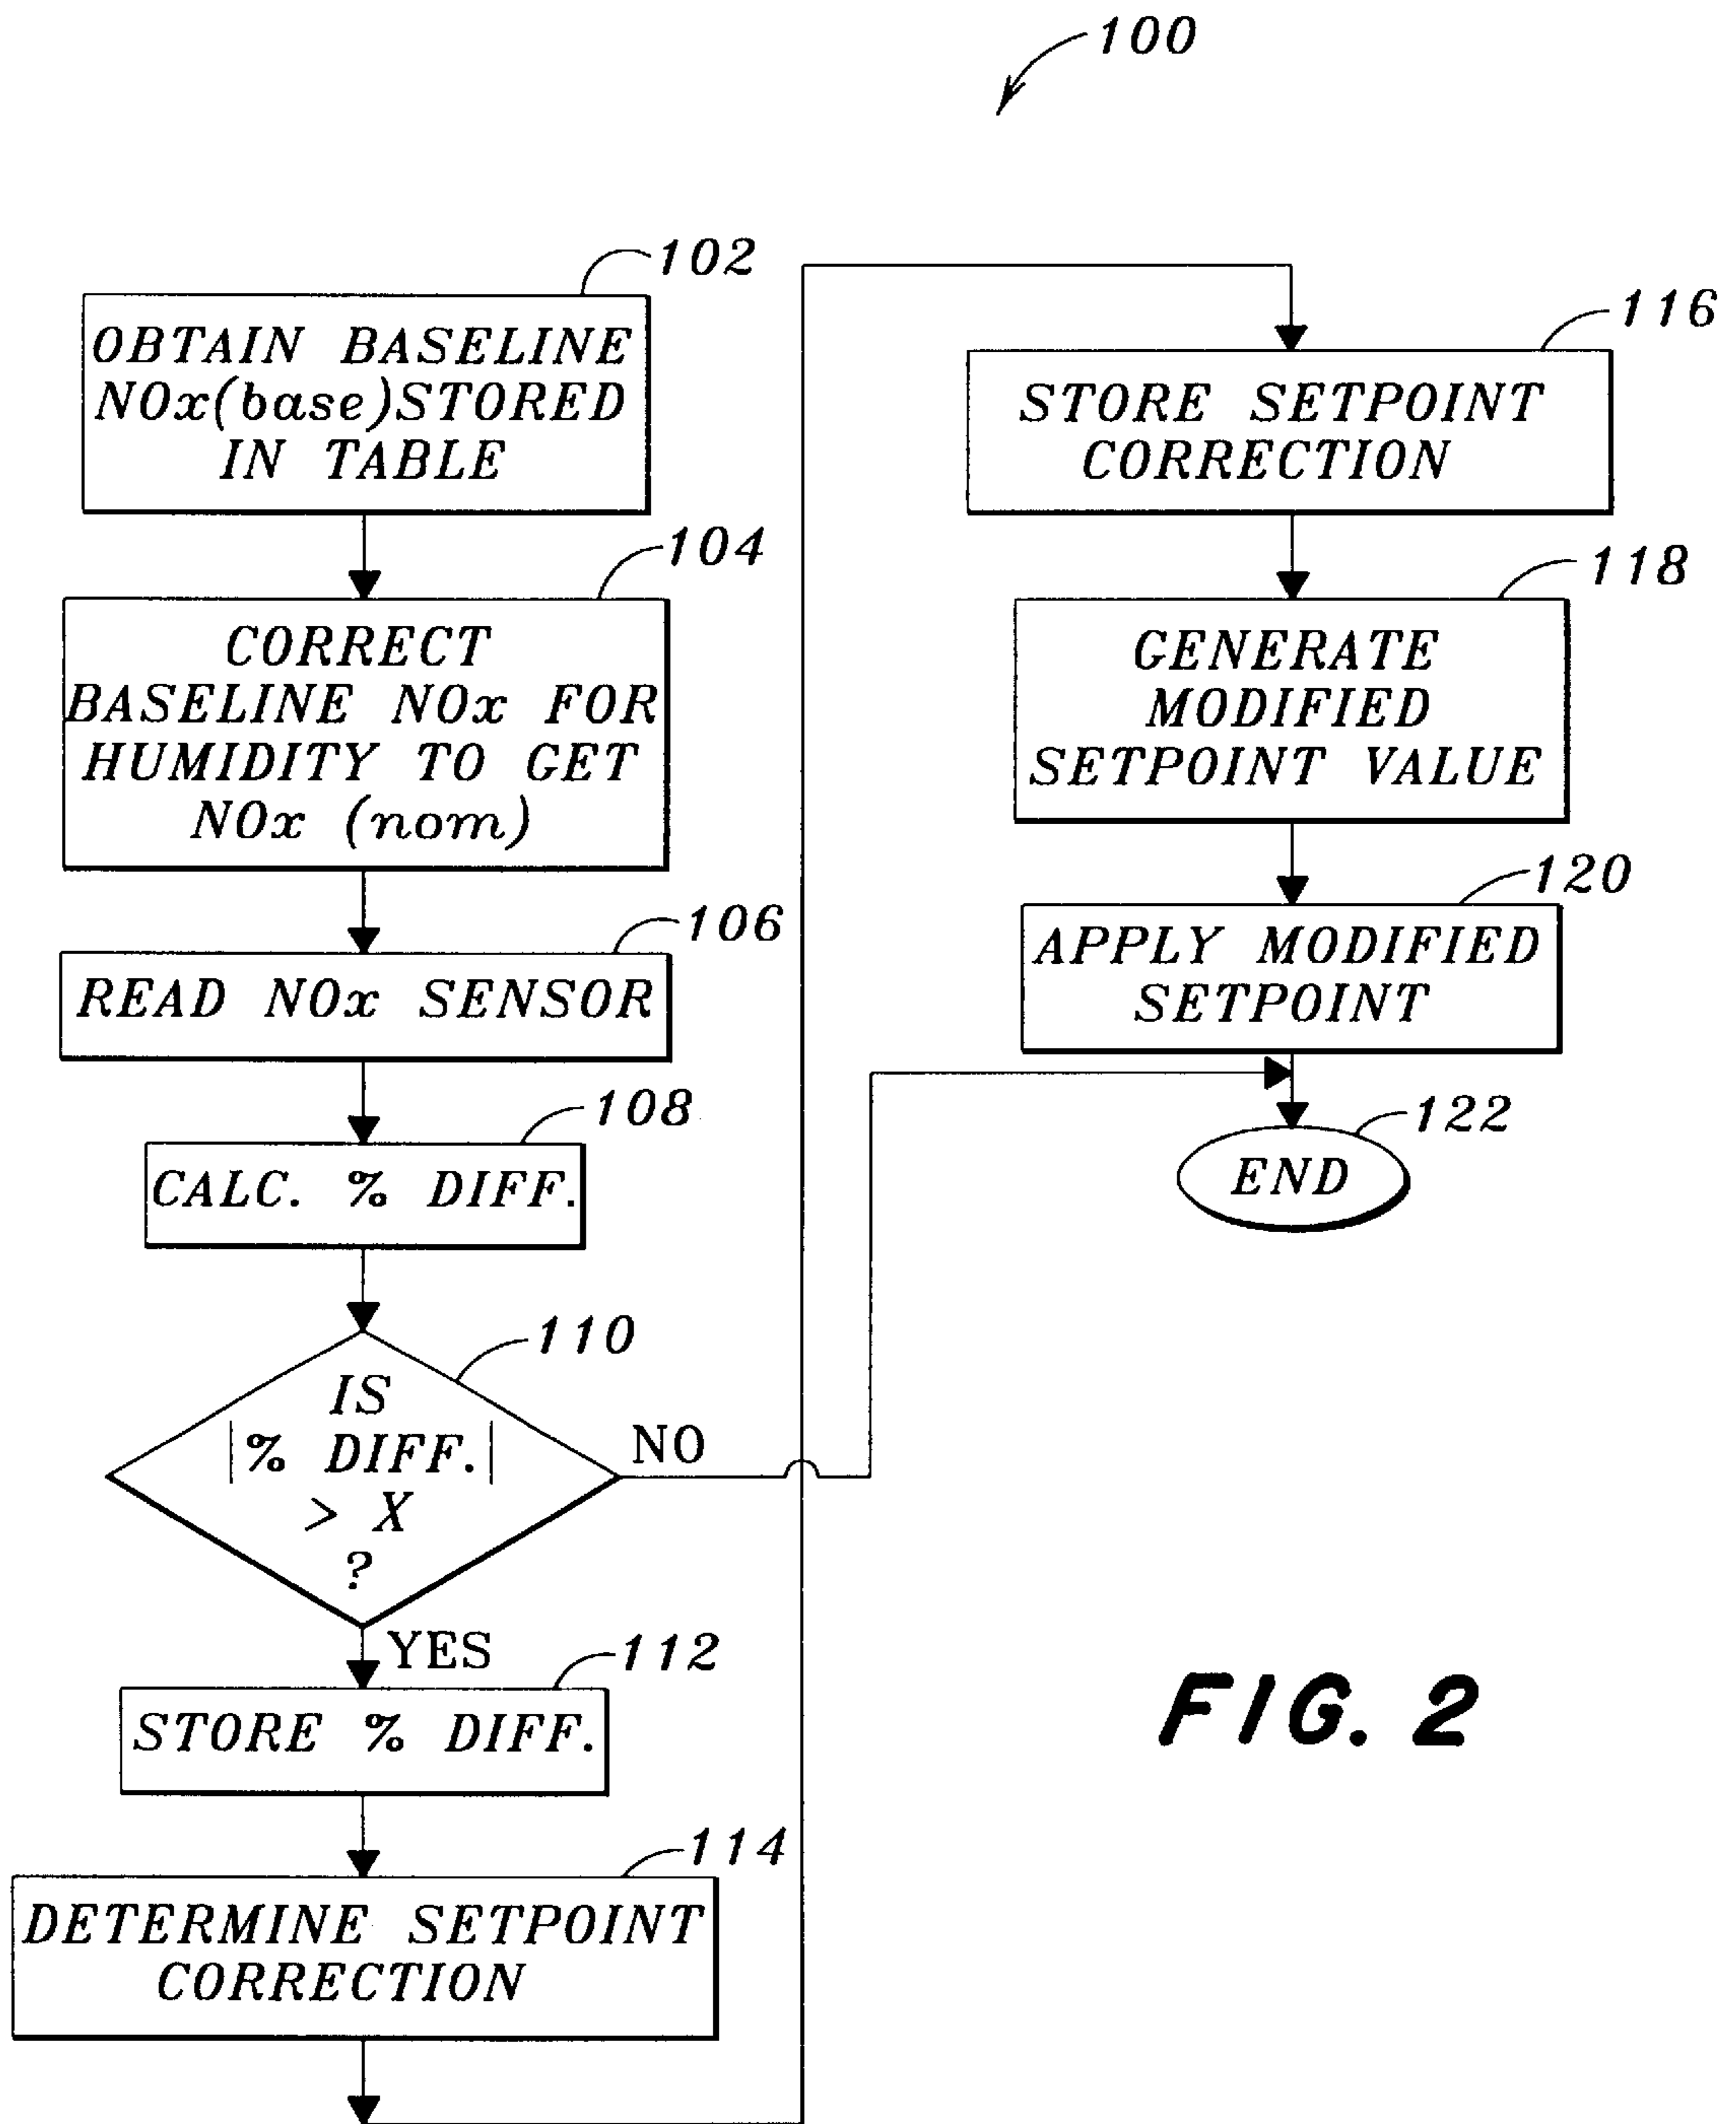 100
102
OBTAIN BASELINE
NOx(base)STORED
IN TABLE
104
CORRECT
BASELINE NOx FOR
HUMIDITY TO GET
NOx (nom)
106
READ NOx SENSOR
108
CALC. % DIFF.
110
IS
|% DIFF.|
> X
?
NO
YES
112
STORE % DIFF.
114
DETERMINE SETPOINT
CORRECTION
116
STORE SETPOINT
CORRECTION
118
GENERATE
MODIFIED
SETPOINT VALUE
120
APPLY MODIFIED
SETPOINT
122
END
FIG. 2